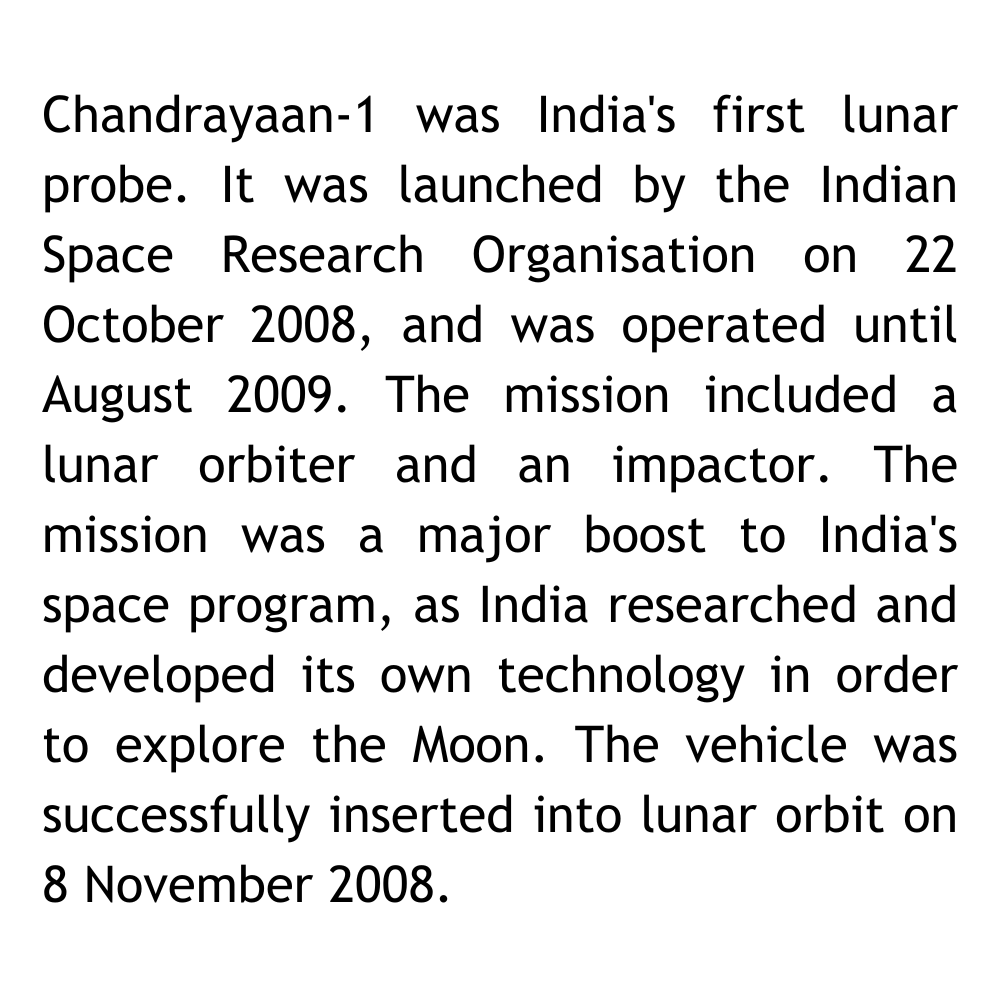 Chandrayaan-1 was India's first lunar
probe. It was launched by the Indian
Space Research Organisation on 22
October 2008, and was operated until
August 2009. The mission included a
lunar orbiter and an impactor. The
mission was a major boost to India's
space program, as India researched and
developed its own technology in order
to explore the Moon. The vehicle was
successfully inserted into lunar orbit on
8 November 2008.